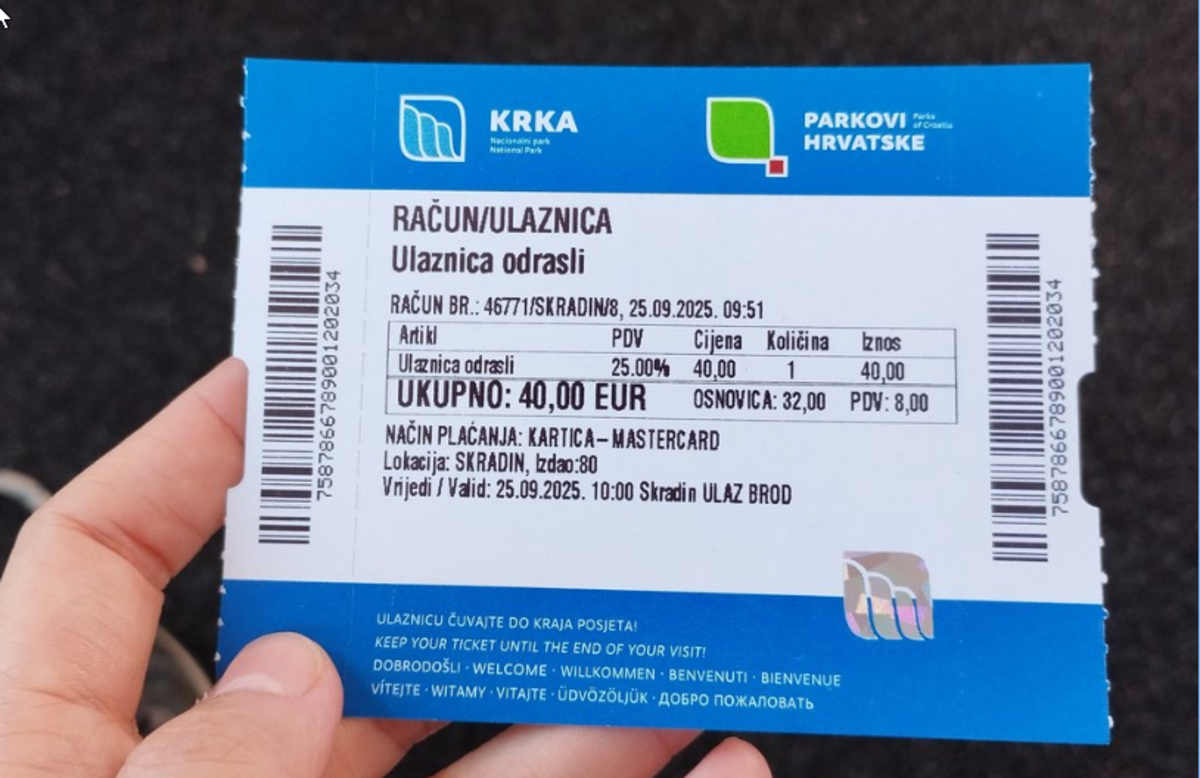 KRKA
Nacionalni park
National Park
PARKOVI HRVATSKE
Parks of Croatia
RAČUN/ULAZNICA
Ulaznica odrasli
RAČUN BR.: 46771/SKRADIN/8, 25.09.2025. 09:51
Artikl PDV Cijena Količina Iznos
Ulaznica odrasli 25.00% 40,00 1 40,00
UKUPNO: 40,00 EUR OSNOVICA: 32,00 PDV: 8,00
NAČIN PLAĆANJA: KARTICA–MASTERCARD
Lokacija: SKRADIN, Izdao:80
Vrijedi / Valid: 25.09.2025. 10:00 Skradin ULAZ BROD
7587866789001202034
7587866789001202034
ULAZNICU ČUVAJTE DO KRAJA POSJETA!
KEEP YOUR TICKET UNTIL THE END OF YOUR VISIT!
DOBRODOŠLI · WELCOME · WILLKOMMEN · BENVENUTI · BIENVENUE
VÍTEJTE · WITAMY · VITAJTE · ÜDVÖZÖLJÜK · ДОБРО ПОЖАЛОВАТЬ